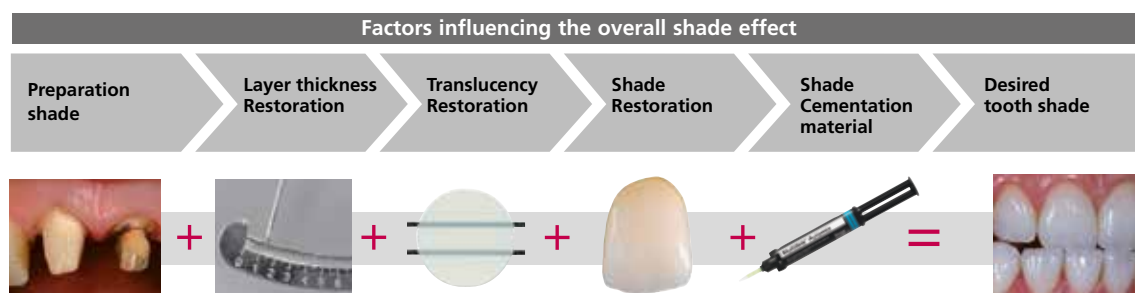 Factors influencing the overall shade effect
Preparation
shade
Layer thickness
Restoration
Translucency
Restoration
Shade
Restoration
Shade
Cementation
material
Desired
tooth shade
+
+
+
+
=